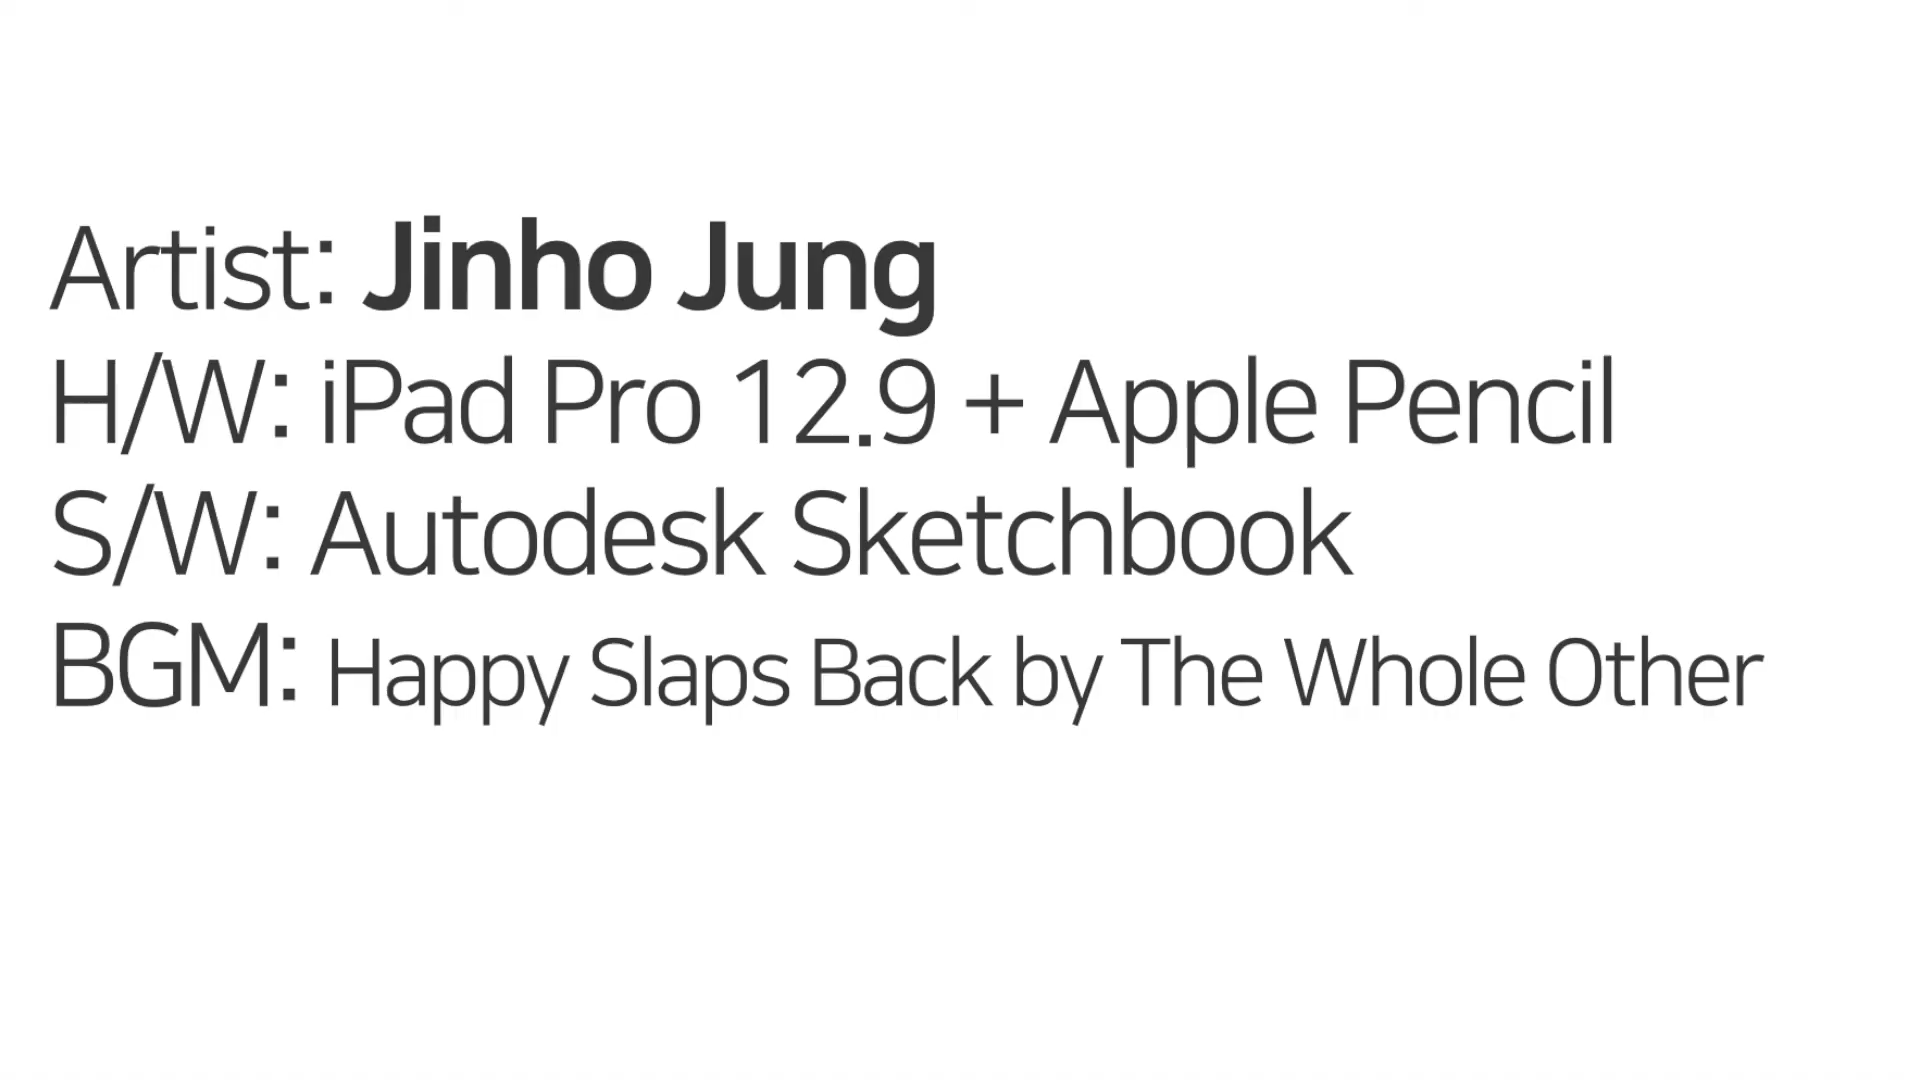 Artist: Jinho Jung
H/W: iPad Pro 12.9 + Apple Pencil
S/W: Autodesk Sketchbook
BGM: Happy Slaps Back by The Whole Other